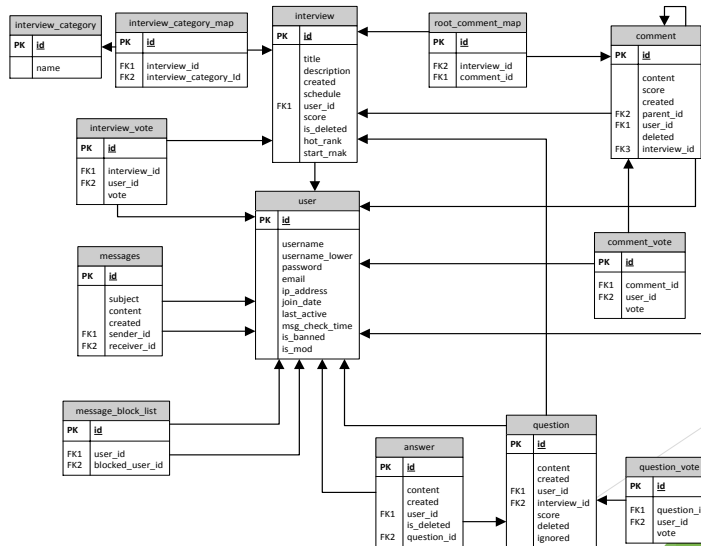 interview_category
PK id
name
interview_category_map
PK id
FK1 interview_id
FK2 interview_category_Id
interview
PK id
title
description
created
schedule
FK1 user_id
score
is_deleted
hot_rank
start_rnak
root_comment_map
PK id
FK2 interview_id
FK1 comment_id
comment
PK id
content
score
created
FK2 parent_id
FK1 user_id
deleted
FK3 interview_id
interview_vote
PK id
FK1 interview_id
FK2 user_id
vote
user
PK id
username
username_lower
password
email
ip_address
join_date
last_active
msg_check_time
is_banned
is_mod
comment_vote
PK id
FK1 comment_id
FK2 user_id
vote
messages
PK id
subject
content
created
FK1 sender_id
FK2 receiver_id
message_block_list
PK id
FK1 user_id
FK2 blocked_user_id
answer
PK id
content
created
FK1 user_id
is_deleted
FK2 question_id
question
PK id
content
created
FK1 user_id
FK2 interview_id
score
deleted
ignored
question_vote
PK id
FK1 question_i
FK2 user_id
vote